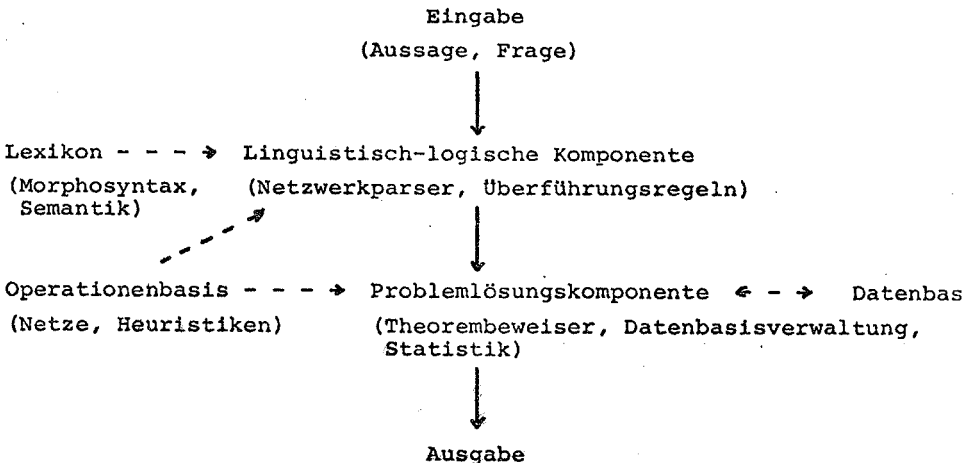 Eingabe
(Aussage, Frage)
Lexikon - - - → Linguistisch-logische Komponente
(Morphosyntax, (Netzwerkparser, Überführungsregeln)
Semantik)
Operationenbasis - - - → Problemlösungskomponente ← - → Datenbas
(Netze, Heuristiken) (Theorembeweiser, Datenbasisverwaltung,
Statistik)
Ausgabe